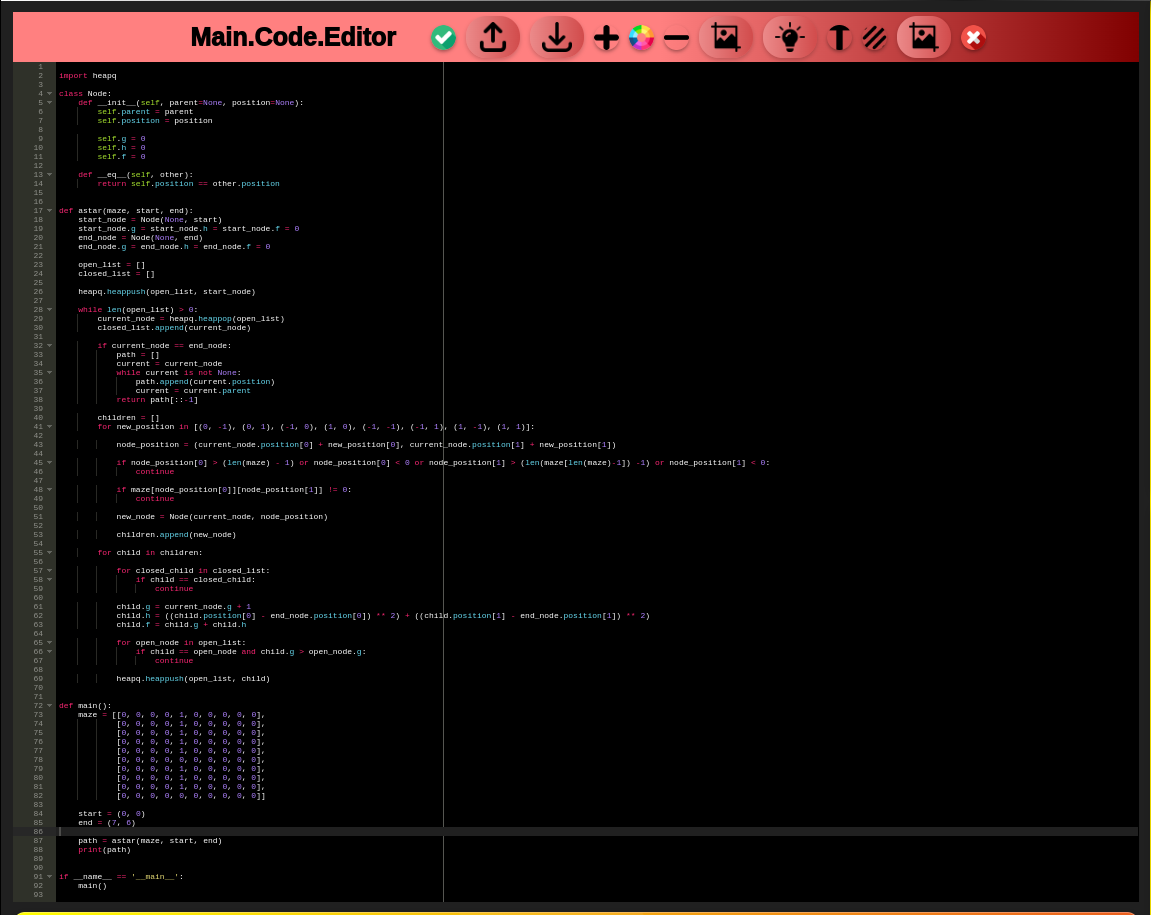 Main.Code.Editor
1
2 import heapq
3
4 class Node:
5     def __init__(self, parent=None, position=None):
6         self.parent = parent
7         self.position = position
8
9         self.g = 0
10         self.h = 0
11         self.f = 0
12
13     def __eq__(self, other):
14         return self.position == other.position
15
16
17 def astar(maze, start, end):
18     start_node = Node(None, start)
19     start_node.g = start_node.h = start_node.f = 0
20     end_node = Node(None, end)
21     end_node.g = end_node.h = end_node.f = 0
22
23     open_list = []
24     closed_list = []
25
26     heapq.heappush(open_list, start_node)
27
28     while len(open_list) > 0:
29         current_node = heapq.heappop(open_list)
30         closed_list.append(current_node)
31
32         if current_node == end_node:
33             path = []
34             current = current_node
35             while current is not None:
36                 path.append(current.position)
37                 current = current.parent
38             return path[::-1]
39
40         children = []
41         for new_position in [(0, -1), (0, 1), (-1, 0), (1, 0), (-1, -1), (-1, 1), (1, -1), (1, 1)]:
42
43             node_position = (current_node.position[0] + new_position[0], current_node.position[1] + new_position[1])
44
45             if node_position[0] > (len(maze) - 1) or node_position[0] < 0 or node_position[1] > (len(maze[len(maze)-1]) -1) or node_position[1] < 0:
46                 continue
47
48             if maze[node_position[0]][node_position[1]] != 0:
49                 continue
50
51             new_node = Node(current_node, node_position)
52
53             children.append(new_node)
54
55         for child in children:
56
57             for closed_child in closed_list:
58                 if child == closed_child:
59                     continue
60
61             child.g = current_node.g + 1
62             child.h = ((child.position[0] - end_node.position[0]) ** 2) + ((child.position[1] - end_node.position[1]) ** 2)
63             child.f = child.g + child.h
64
65             for open_node in open_list:
66                 if child == open_node and child.g > open_node.g:
67                     continue
68
69             heapq.heappush(open_list, child)
70
71
72 def main():
73     maze = [[0, 0, 0, 0, 1, 0, 0, 0, 0, 0],
74             [0, 0, 0, 0, 1, 0, 0, 0, 0, 0],
75             [0, 0, 0, 0, 1, 0, 0, 0, 0, 0],
76             [0, 0, 0, 0, 1, 0, 0, 0, 0, 0],
77             [0, 0, 0, 0, 1, 0, 0, 0, 0, 0],
78             [0, 0, 0, 0, 0, 0, 0, 0, 0, 0],
79             [0, 0, 0, 0, 1, 0, 0, 0, 0, 0],
80             [0, 0, 0, 0, 1, 0, 0, 0, 0, 0],
81             [0, 0, 0, 0, 1, 0, 0, 0, 0, 0],
82             [0, 0, 0, 0, 0, 0, 0, 0, 0, 0]]
83
84     start = (0, 0)
85     end = (7, 6)
86
87     path = astar(maze, start, end)
88     print(path)
89
90
91 if __name__ == '__main__':
92     main()
93